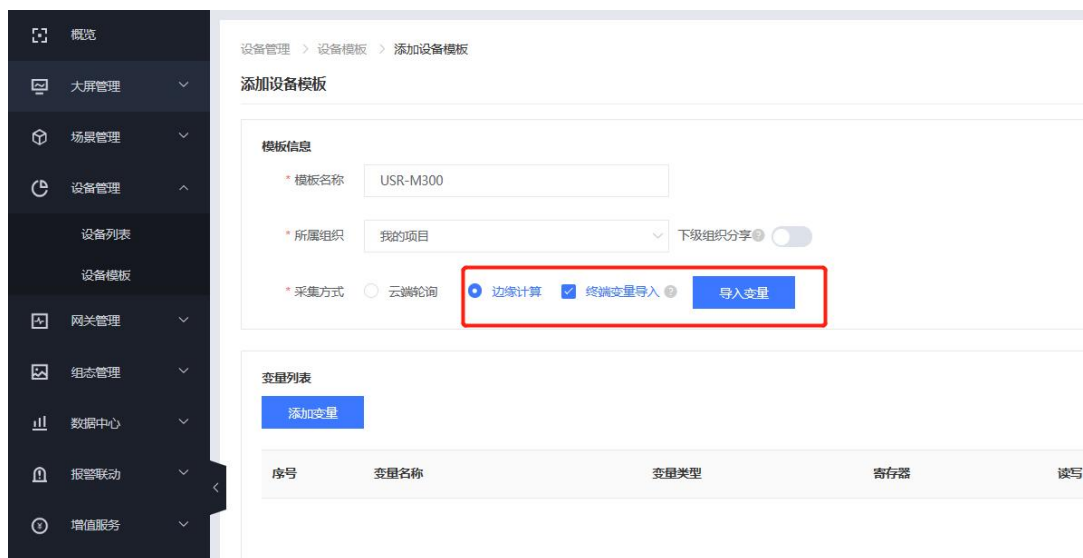 概览
大屏管理
场景管理
设备管理
设备列表
设备模板
网关管理
组态管理
数据中心
报警联动
增值服务
设备管理 > 设备模板 > 添加设备模板
添加设备模板
模板信息
* 模板名称 USR-M300
* 所属组织 我的项目 下级组织分享
* 采集方式 云端轮询 边缘计算 终端变量导入 导入变量
变量列表
添加变量
序号 变量名称 变量类型 寄存器 读写